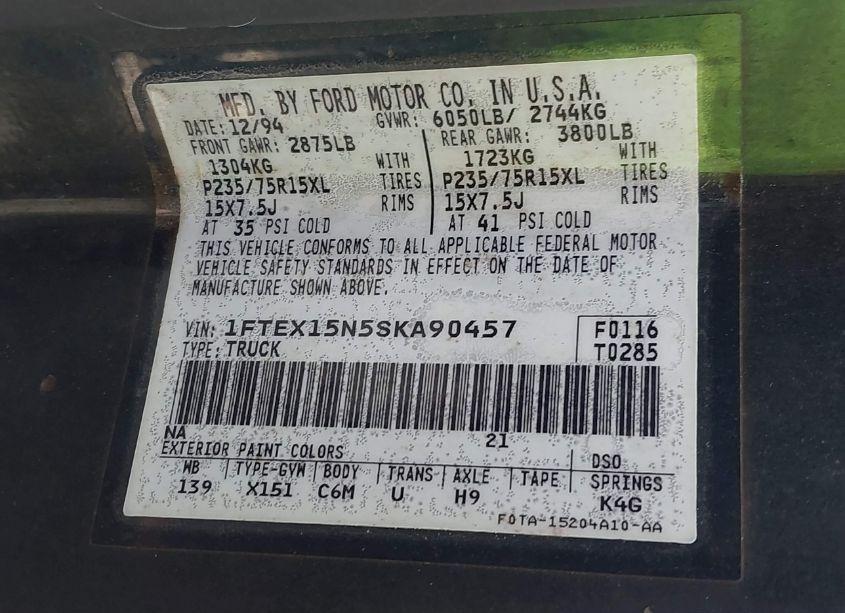 MFD. BY FORD MOTOR CO. IN U.S.A.
DATE: 12/94 GVWR: 6050LB/ 2744KG
FRONT GAWR: 2875LB REAR GAWR: 3800LB
1304KG WITH 1723KG WITH
P235/75R15XL TIRES P235/75R15XL TIRES
15X7.5J RIMS 15X7.5J RIMS
AT 35 PSI COLD AT 41 PSI COLD
THIS VEHICLE CONFORMS TO ALL APPLICABLE FEDERAL MOTOR
VEHICLE SAFETY STANDARDS IN EFFECT ON THE DATE OF
MANUFACTURE SHOWN ABOVE.
VIN: 1FTEX15N5SKA90457 F0116
TYPE: TRUCK T0285
NA 21
EXTERIOR PAINT COLORS DSO
WB TYPE-GVW BODY TRANS AXLE TAPE SPRINGS
139 X151 C6M U H9 K4G
F0TA-15204A10-AA